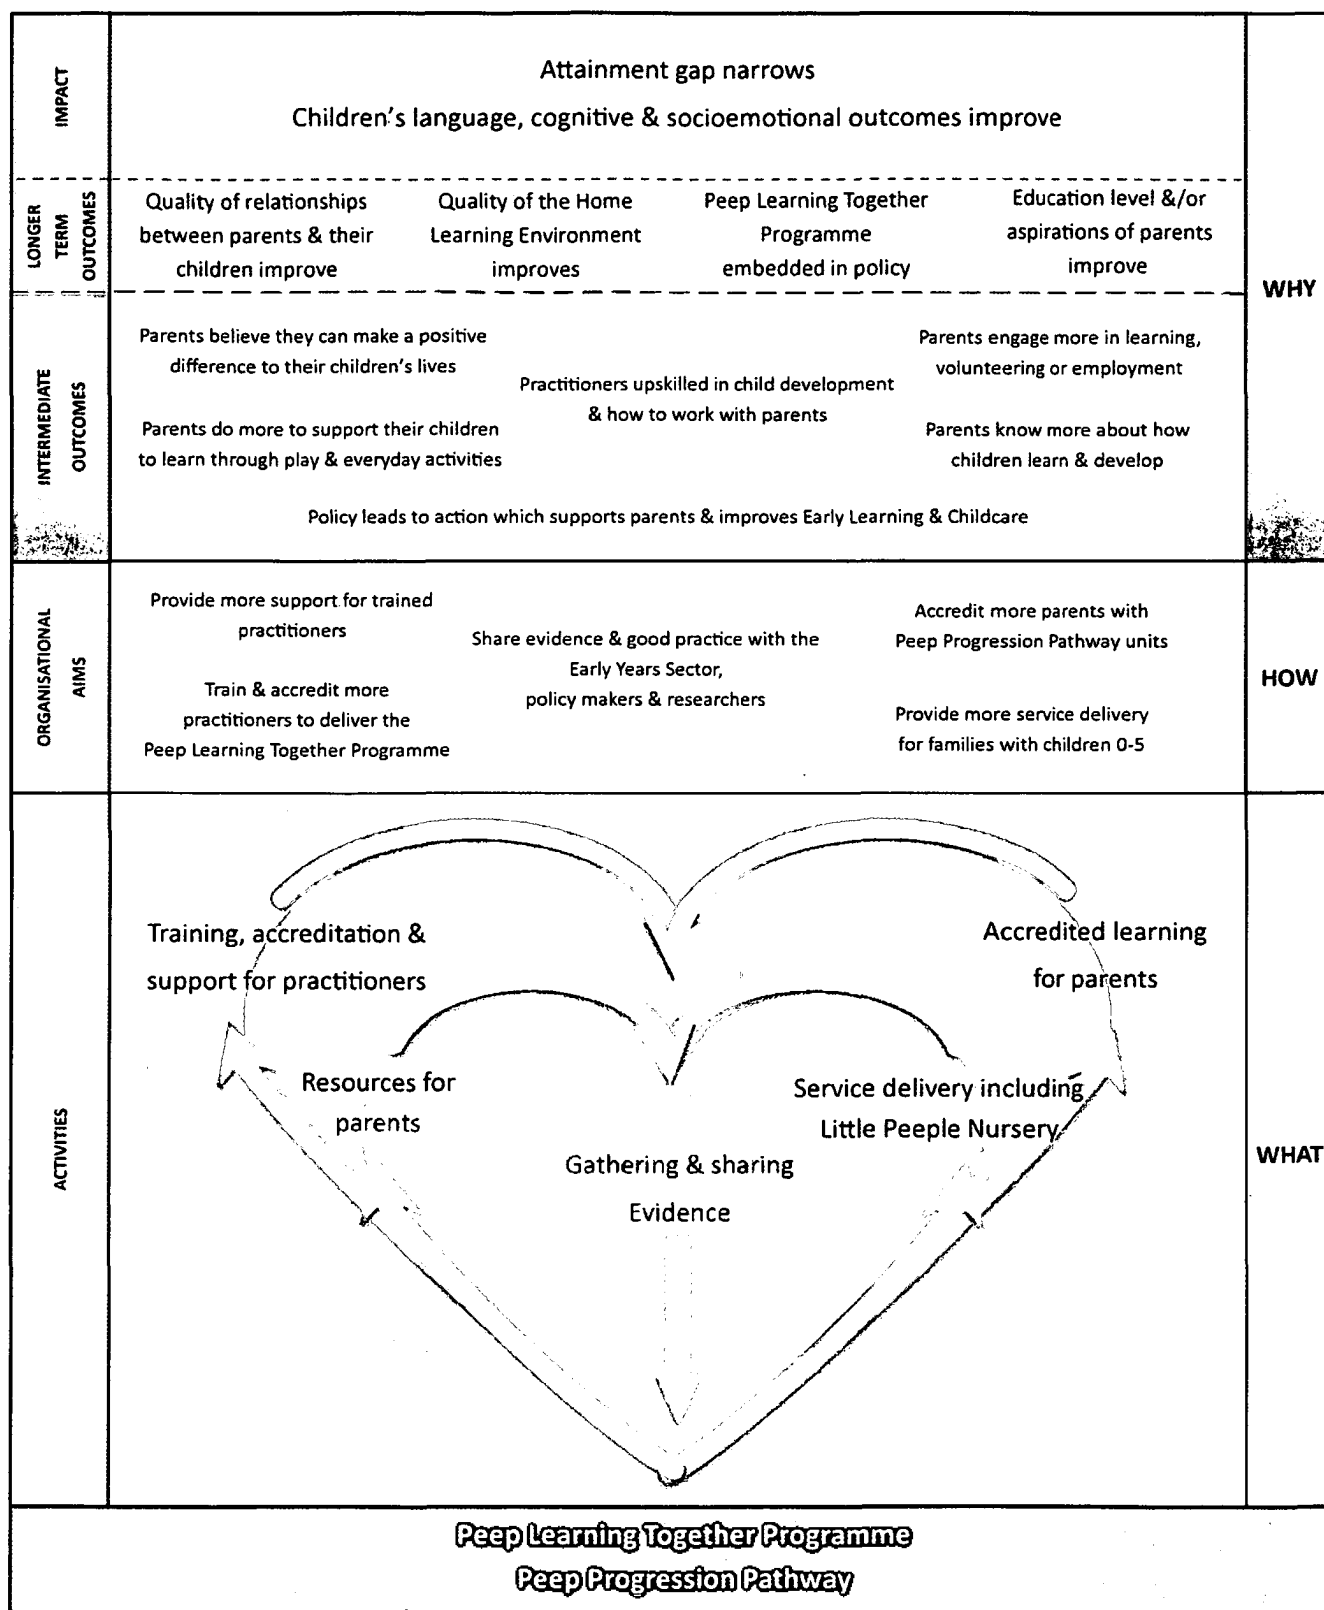 IMPACT
Attainment gap narrows
Children's language, cognitive & socioemotional outcomes improve
LONGER
TERM
OUTCOMES
Quality of relationships
between parents & their
children improve
Quality of the Home
Learning Environment
improves
Peep Learning Together
Programme
embedded in policy
Education level &/or
aspirations of parents
improve
WHY
INTERMEDIATE
OUTCOMES
Parents believe they can make a positive
difference to their children's lives
Parents do more to support their children
to learn through play & everyday activities
Practitioners upskilled in child development
& how to work with parents
Parents engage more in learning,
volunteering or employment
Parents know more about how
children learn & develop
Policy leads to action which supports parents & improves Early Learning & Childcare
ORGANISATIONAL
AIMS
Provide more support for trained
practitioners
Train & accredit more
practitioners to deliver the
Peep Learning Together Programme
Share evidence & good practice with the
Early Years Sector,
policy makers & researchers
Accredit more parents with
Peep Progression Pathway units
Provide more service delivery
for families with children 0-5
HOW
ACTIVITIES
Training, accreditation &
support for practitioners
Accredited learning
for parents
Resources for
parents
Service delivery including
Little Peeple Nursery
Gathering & sharing
Evidence
WHAT
Peep Learning Together Programme
Peep Progression Pathway